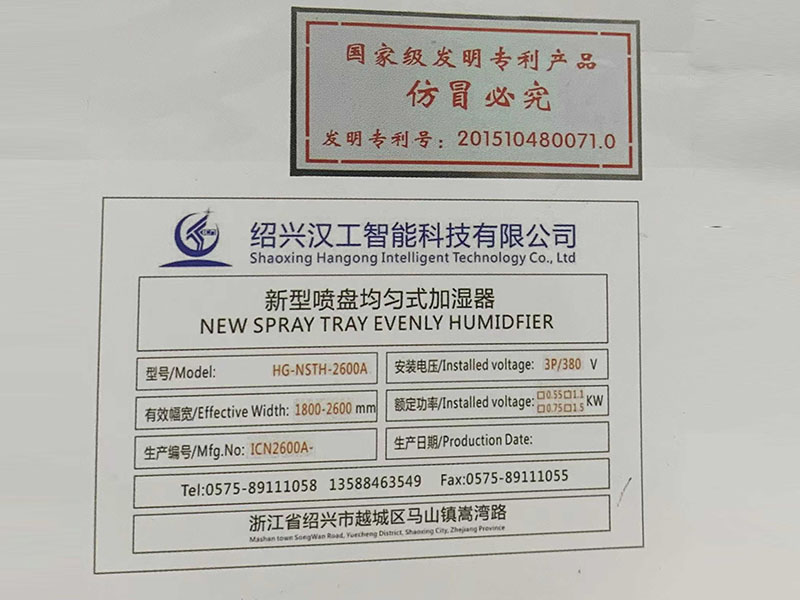 国家级发明专利产品
仿冒必究
发明专利号：201510480071.0
ICN
绍兴汉工智能科技有限公司
Shaoxing Hangong Intelligent Technology Co., Ltd
新型喷盘均匀式加湿器
NEW SPRAY TRAY EVENLY HUMIDFIER
型号/Model: HG-NSTH-2600A
安装电压/Installed voltage: 3P/380 V
有效幅宽/Effective Width: 1800-2600 mm
额定功率/Installed voltage: □0.55□1.1 KW
□0.75□1.5
生产编号/Mfg.No: ICN2600A-
生产日期/Production Date:
Tel:0575-89111058 13588463549 Fax:0575-89111055
浙江省绍兴市越城区马山镇嵩湾路
Mashan town SongWan Road, Yuecheng District, Shaoxing City, Zhejiang Province